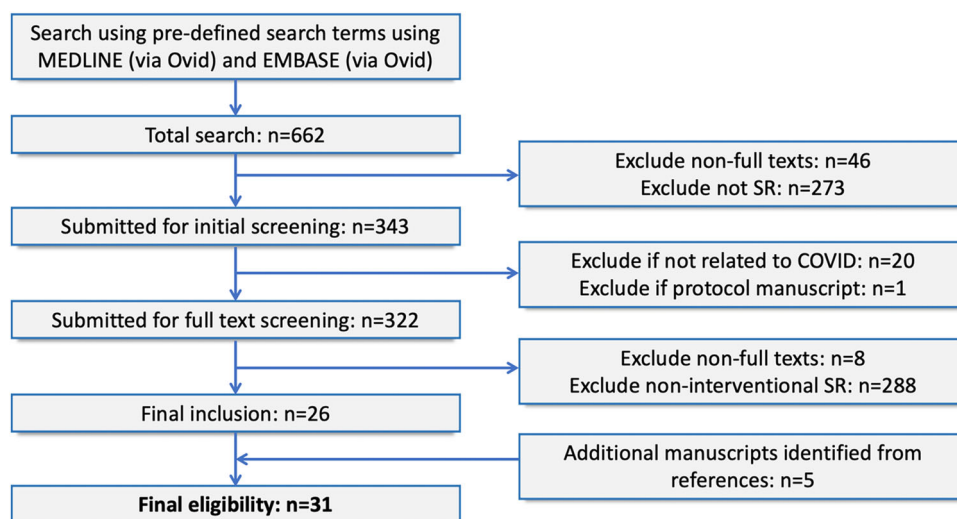 Search using pre-defined search terms using
MEDLINE (via Ovid) and EMBASE (via Ovid)
Total search: n=662
Exclude non-full texts: n=46
Exclude not SR: n=273
Submitted for initial screening: n=343
Exclude if not related to COVID: n=20
Exclude if protocol manuscript: n=1
Submitted for full text screening: n=322
Exclude non-full texts: n=8
Exclude non-interventional SR: n=288
Final inclusion: n=26
Additional manuscripts identified from
references: n=5
Final eligibility: n=31